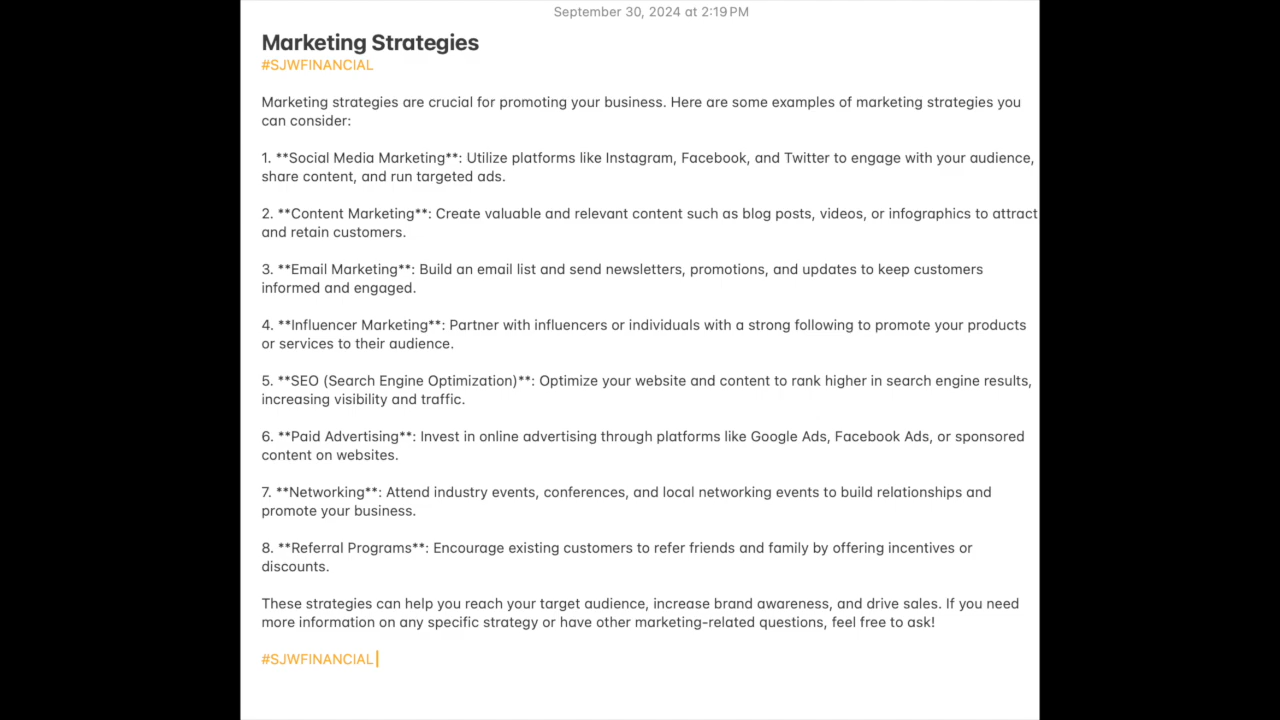 September 30, 2024 at 2:19 PM
Marketing Strategies
#SJWFINANCIAL
Marketing strategies are crucial for promoting your business. Here are some examples of marketing strategies you
can consider:
1. **Social Media Marketing**: Utilize platforms like Instagram, Facebook, and Twitter to engage with your audience,
share content, and run targeted ads.
2. **Content Marketing**: Create valuable and relevant content such as blog posts, videos, or infographics to attract
and retain customers.
3. **Email Marketing**: Build an email list and send newsletters, promotions, and updates to keep customers
informed and engaged.
4. **Influencer Marketing**: Partner with influencers or individuals with a strong following to promote your products
or services to their audience.
5. **SEO (Search Engine Optimization)**: Optimize your website and content to rank higher in search engine results,
increasing visibility and traffic.
6. **Paid Advertising**: Invest in online advertising through platforms like Google Ads, Facebook Ads, or sponsored
content on websites.
7. **Networking**: Attend industry events, conferences, and local networking events to build relationships and
promote your business.
8. **Referral Programs**: Encourage existing customers to refer friends and family by offering incentives or
discounts.
These strategies can help you reach your target audience, increase brand awareness, and drive sales. If you need
more information on any specific strategy or have other marketing-related questions, feel free to ask!
#SJWFINANCIAL